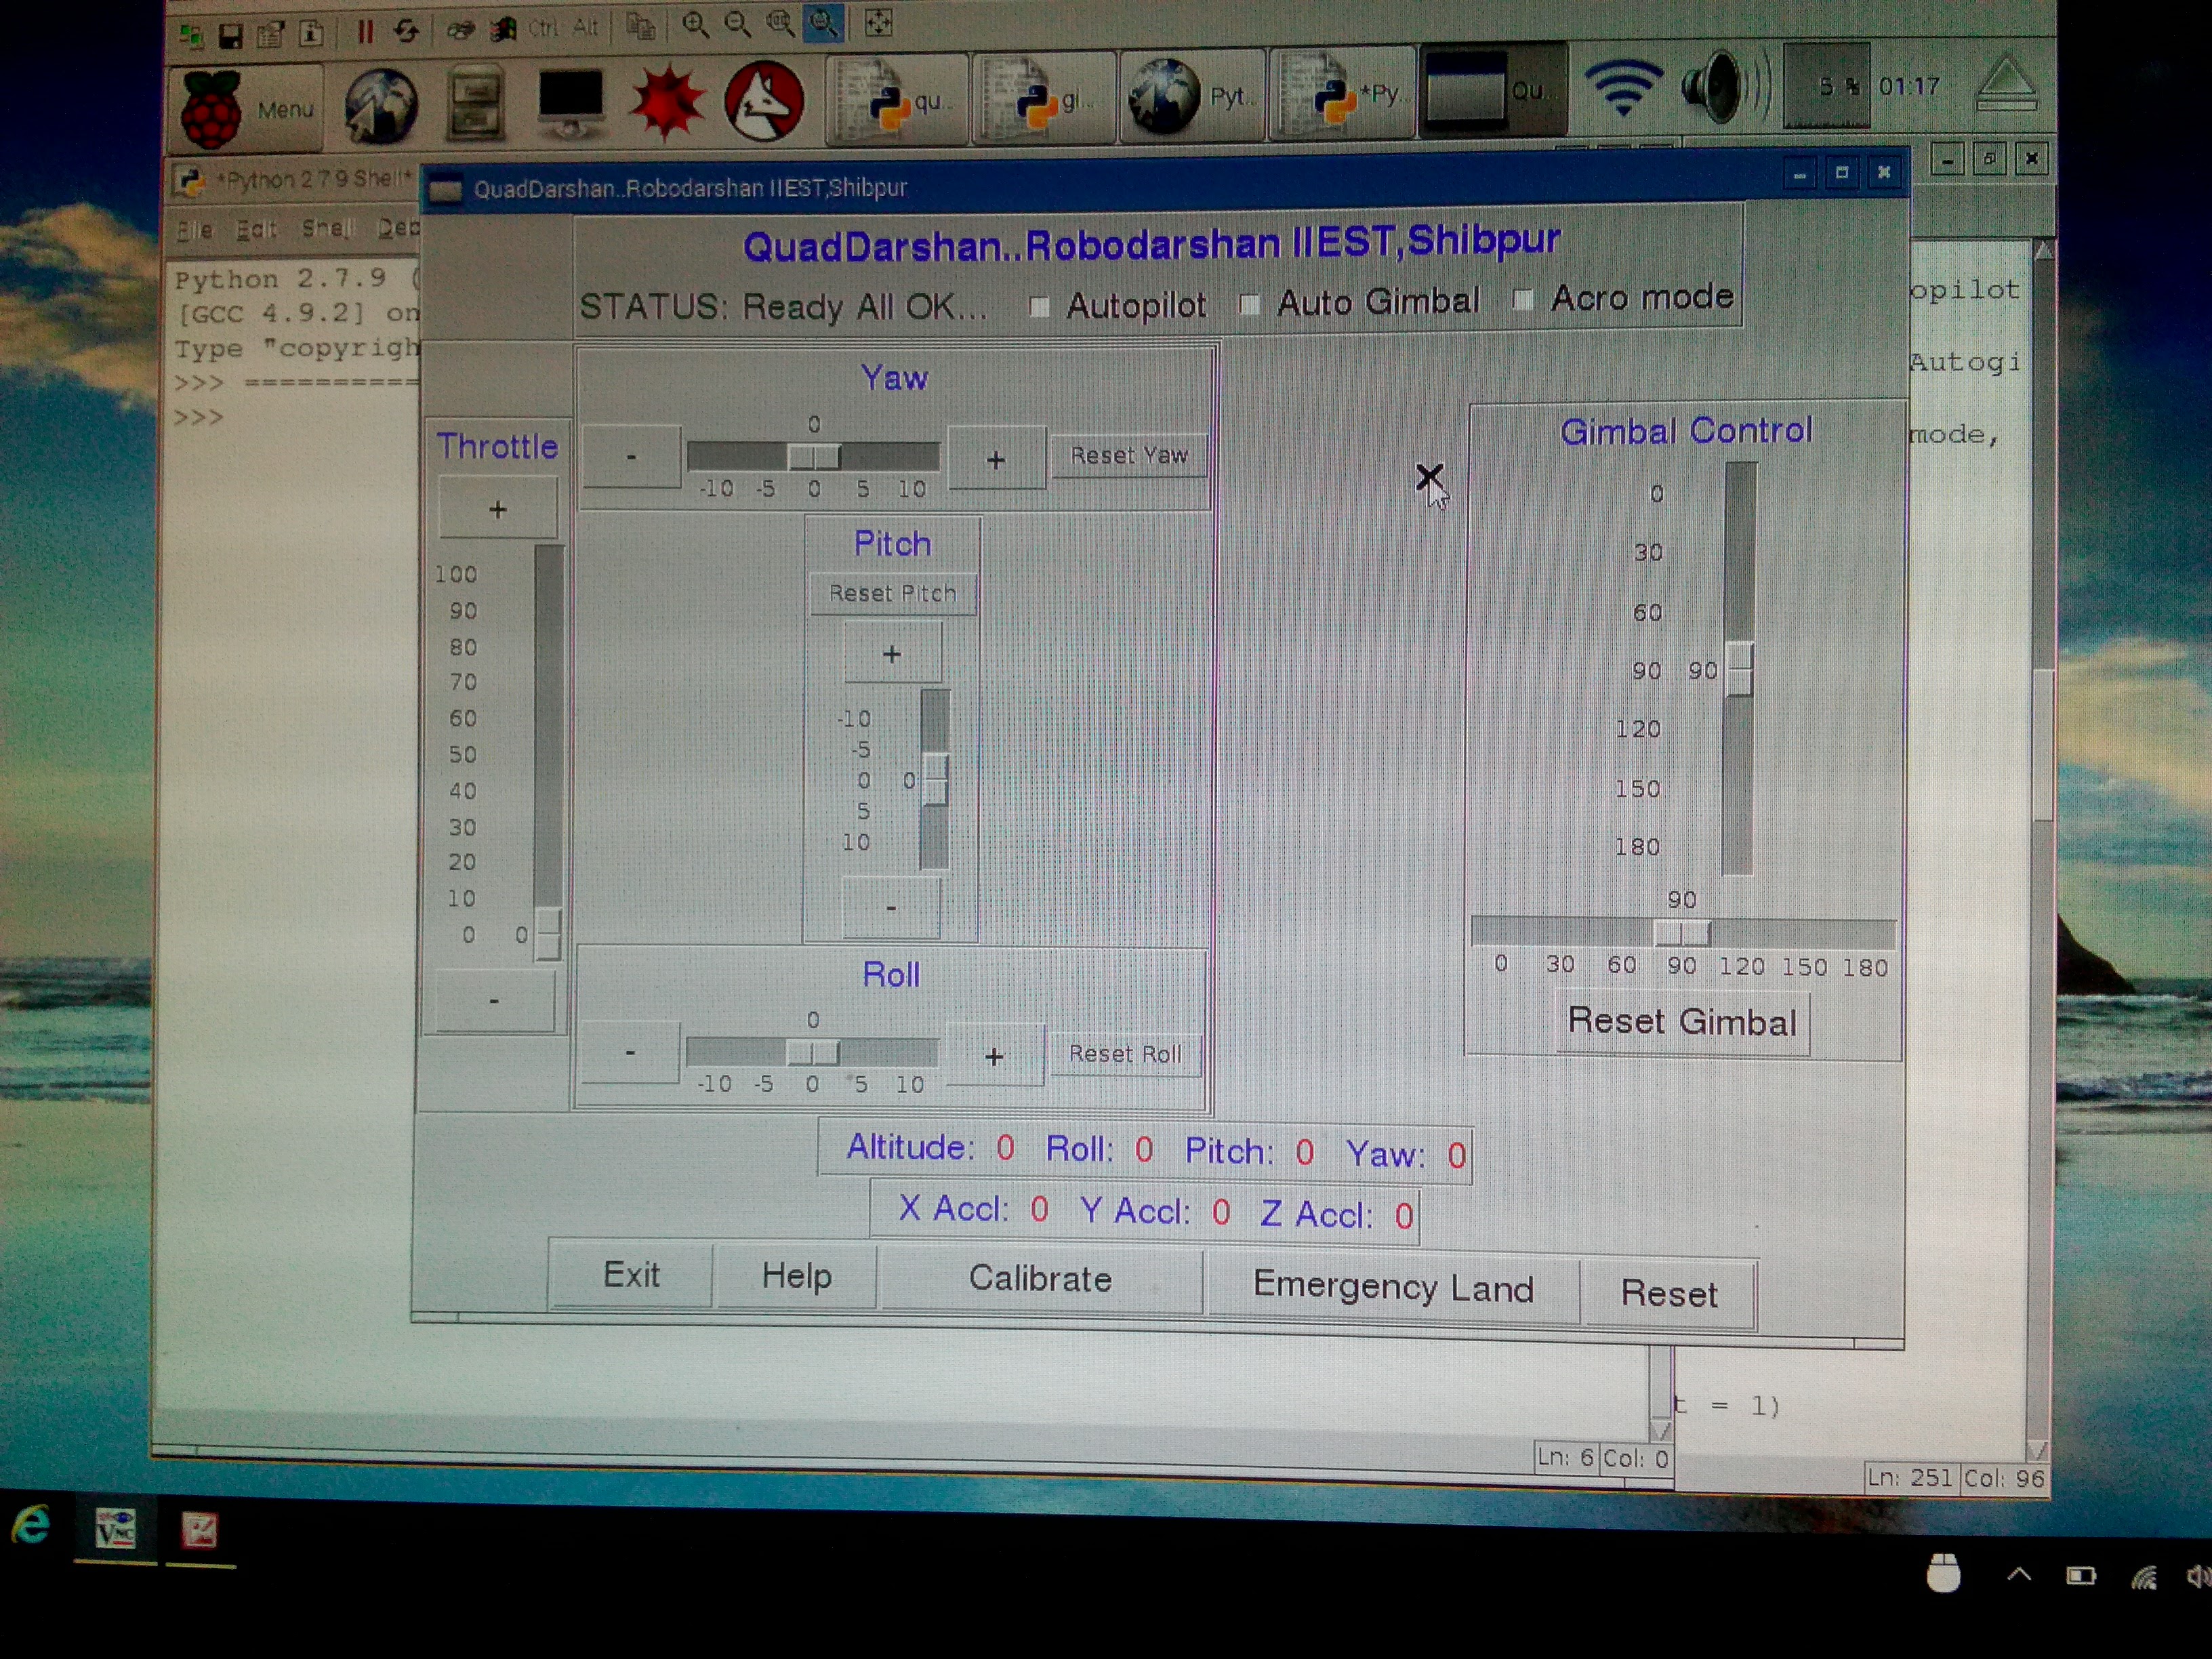 Ctrl Alt
Menu
qu...
gl...
Pyt...
*Py...
Qu...
5 %
01:17
*Python 2.7.9 Shell*
QuadDarshan..Robodarshan IIEST,Shibpur
File Edit Shell Deb
QuadDarshan..Robodarshan IIEST,Shibpur
STATUS: Ready All OK... Autopilot Auto Gimbal Acro mode
Python 2.7.9 (
[GCC 4.9.2] on
Type "copyrigh
>>> ==========
>>>
opilot
Autogi
mode,
Throttle
+
100
90
80
70
60
50
40
30
20
10
0 0
-
Yaw
0
- + Reset Yaw
-10 -5 0 5 10
Pitch
Reset Pitch
+
-10
-5
0 0
5
10
-
Roll
0
- + Reset Roll
-10 -5 0 5 10
Gimbal Control
0
30
60
90 90
120
150
180
90
0 30 60 90 120 150 180
Reset Gimbal
Altitude: 0 Roll: 0 Pitch: 0 Yaw: 0
X Accl: 0 Y Accl: 0 Z Accl: 0
Exit Help Calibrate Emergency Land Reset
t = 1)
Ln: 6 Col: 0
Ln: 251 Col: 96
VNC